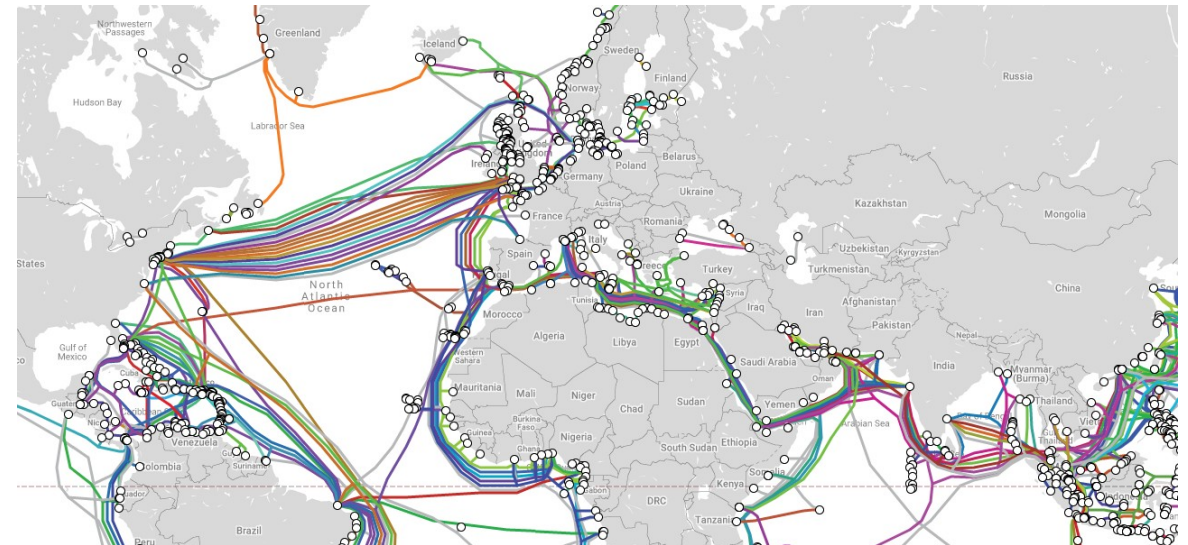 Northwestern
Passages
Greenland
Iceland
Sweden
Finland
Norway
Russia
Hudson Bay
Labrador Sea
Poland
Belarus
Germany
Ukraine
France
Austria
Romania
Kazakhstan
Mongolia
States
Spain
Italy
Turkey
Uzbekistan
Kyrgyzstan
Turkmenistan
North
Atlantic
Ocean
Tunisia
Syria
China
Morocco
Iraq
Iran
Afghanistan
Pakistan
Gulf of
Mexico
Algeria
Libya
Egypt
Nepal
Western
Sahara
Saudi Arabia
India
Myanmar
(Burma)
Cuba
Oman
Mauritania
Mali
Niger
Chad
Sudan
Yemen
Thailand
Arabian Sea
Burkina
Faso
Guinea
Nigeria
Ethiopia
Venezuela
Ghana
South Sudan
Colombia
Suriname
Kenya
DRC
Tanzania
Brazil
Peru